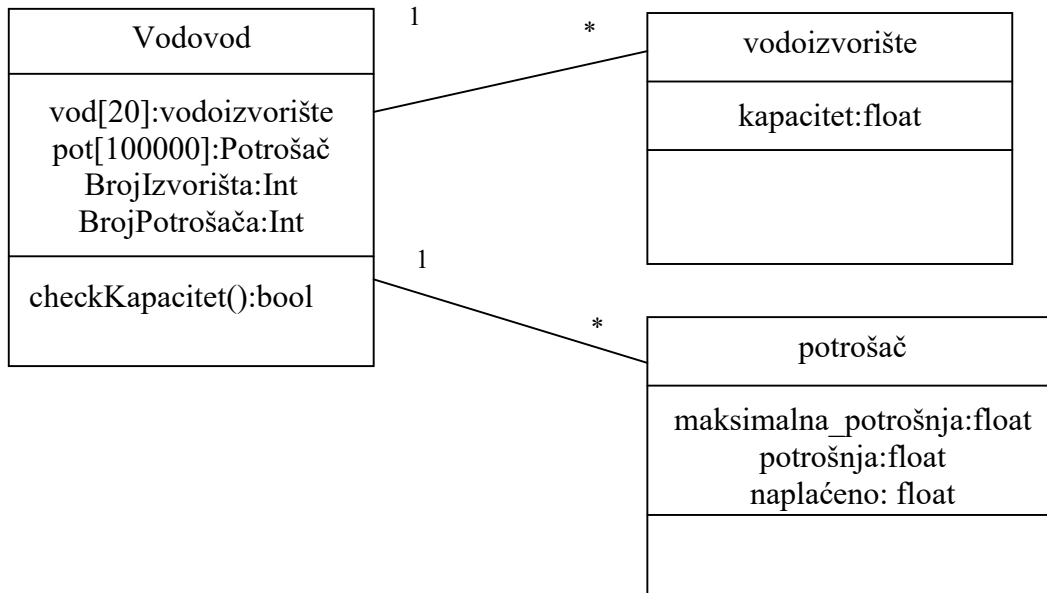 Vodovod
vod[20]:vodoizvorište
pot[100000]:Potrošač
BrojIzvorišta:Int
BrojPotrošača:Int
checkKapacitet():bool
1
*
vodoizvorište
kapacitet:float
1
*
potrošač
maksimalna_potrošnja:float
potrošnja:float
naplaćeno: float